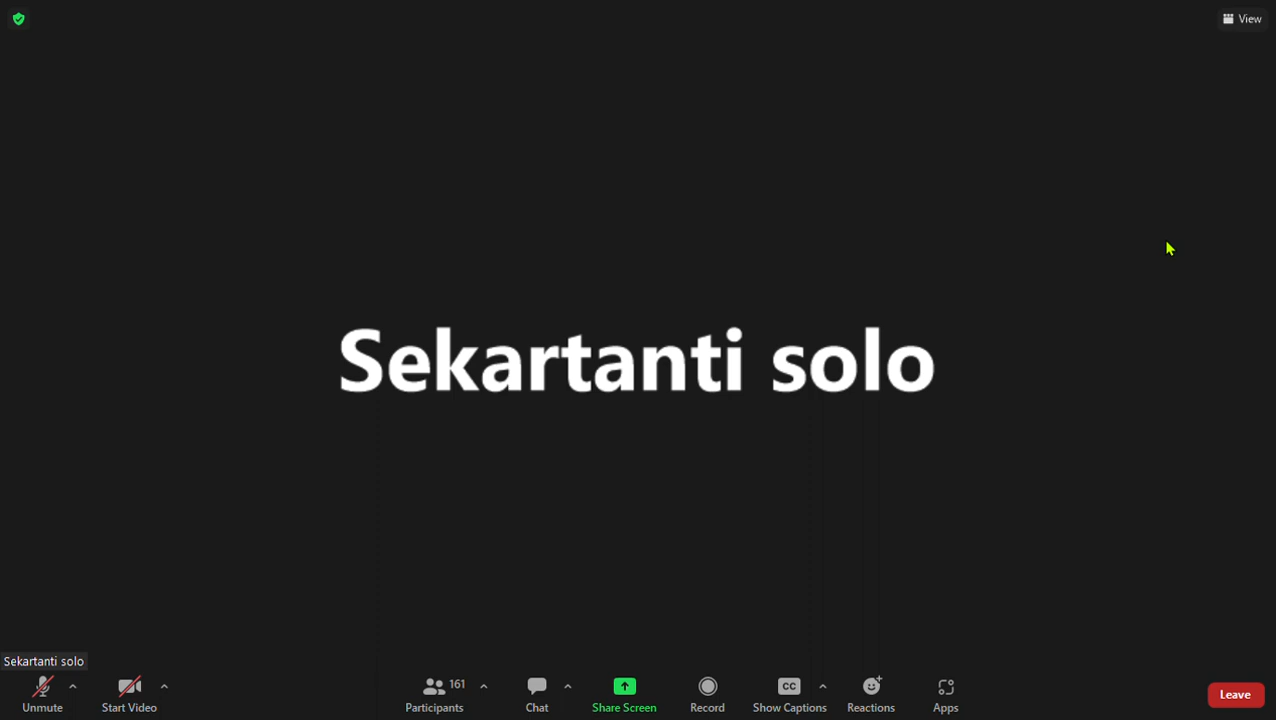 View
Sekartanti solo
Sekartanti solo
Unmute
Start Video
161
Participants
Chat
Share Screen
Record
CC
Show Captions
Reactions
Apps
Leave